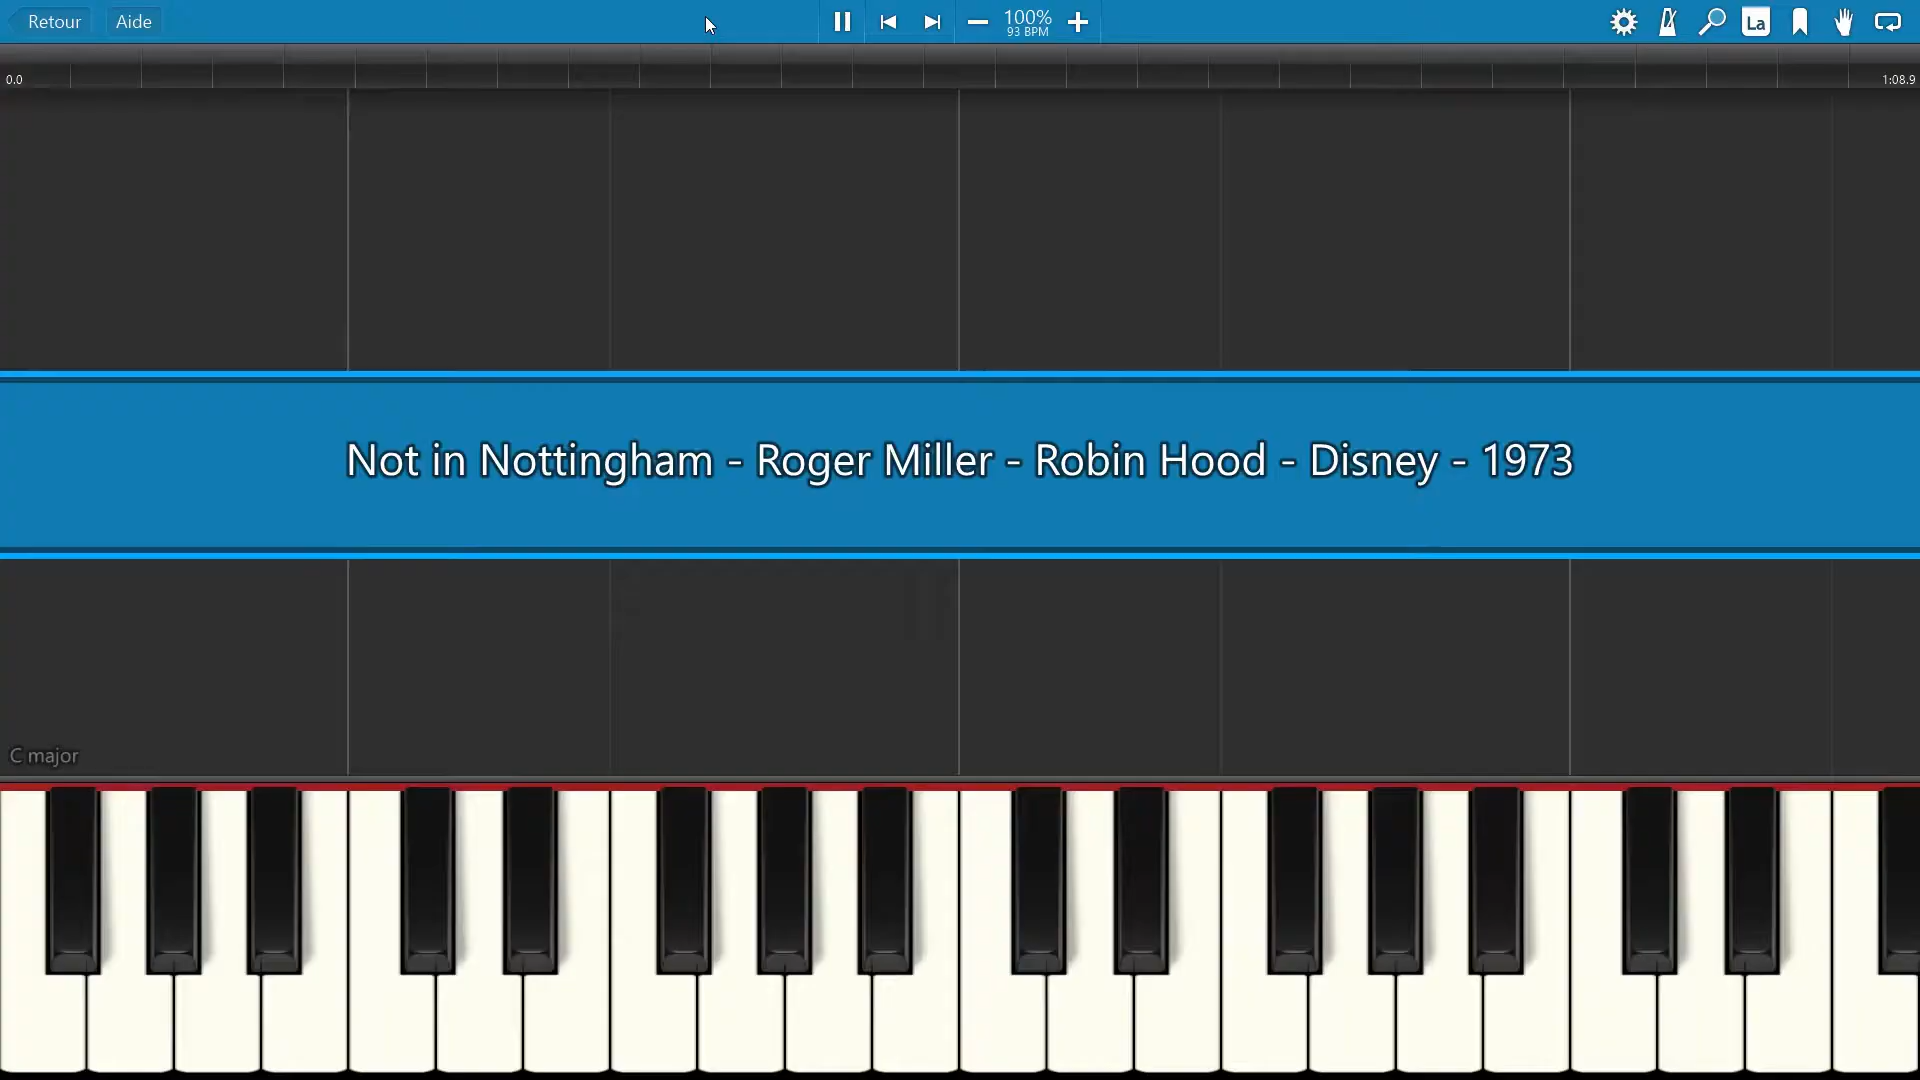 Retour
Aide
100%
93 BPM
La
0.0
1:08.9
Not in Nottingham - Roger Miller - Robin Hood - Disney - 1973
C major